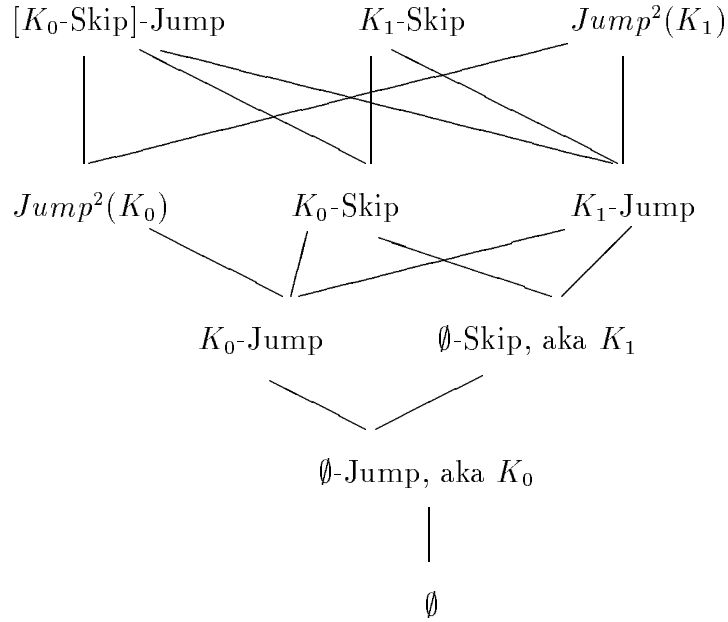 [K₀-Skip]-Jump K₁-Skip Jump²(K₁)
Jump²(K₀) K₀-Skip K₁-Jump
K₀-Jump ∅-Skip, aka K₁
∅-Jump, aka K₀
∅